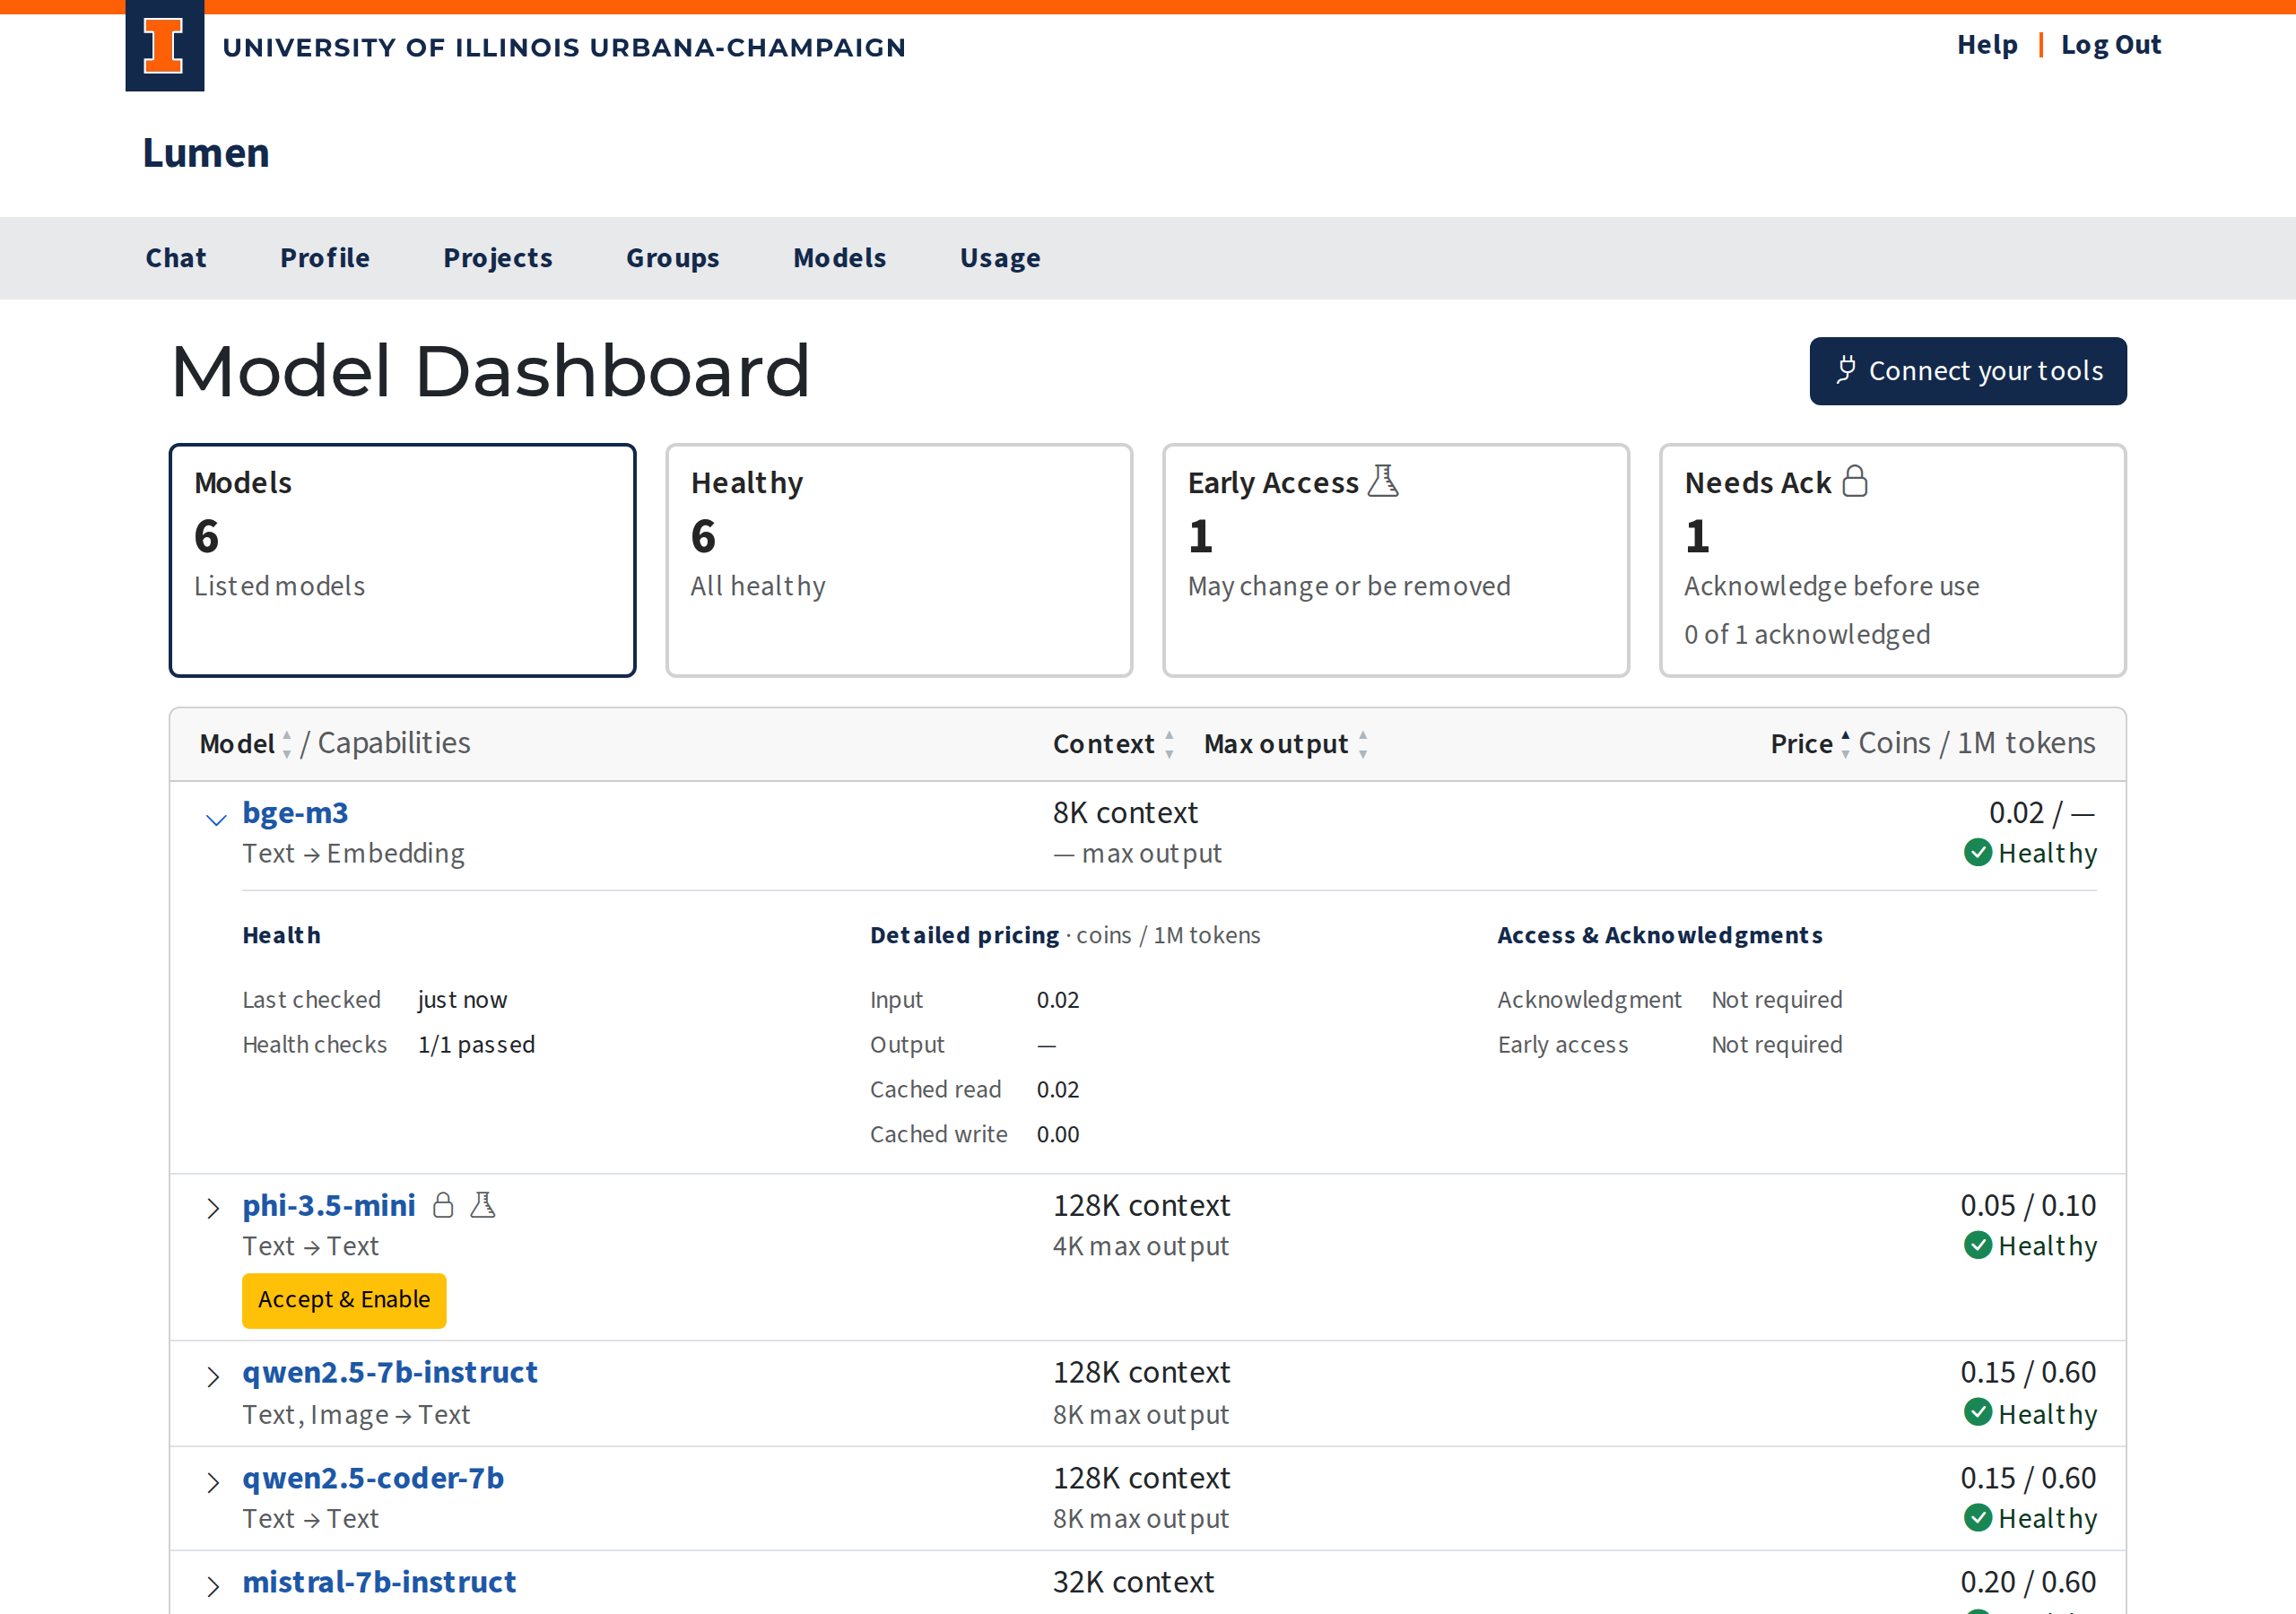 UNIVERSITY OF ILLINOIS URBANA-CHAMPAIGN
Help | Log Out
Lumen
Chat Profile Projects Groups Models Usage
Model Dashboard
Connect your tools
Models
6
Listed models
Healthy
6
All healthy
Early Access
1
May change or be removed
Needs Ack
1
Acknowledge before use
0 of 1 acknowledged
Model / Capabilities Context Max output Price Coins / 1M tokens
bge-m3 8K context 0.02 / —
Text → Embedding — max output Healthy
Health Detailed pricing · coins / 1M tokens Access & Acknowledgments
Last checked just now Input 0.02 Acknowledgment Not required
Health checks 1/1 passed Output — Early access Not required
Cached read 0.02
Cached write 0.00
phi-3.5-mini 128K context 0.05 / 0.10
Text → Text 4K max output Healthy
Accept & Enable
qwen2.5-7b-instruct 128K context 0.15 / 0.60
Text, Image → Text 8K max output Healthy
qwen2.5-coder-7b 128K context 0.15 / 0.60
Text → Text 8K max output Healthy
mistral-7b-instruct 32K context 0.20 / 0.60